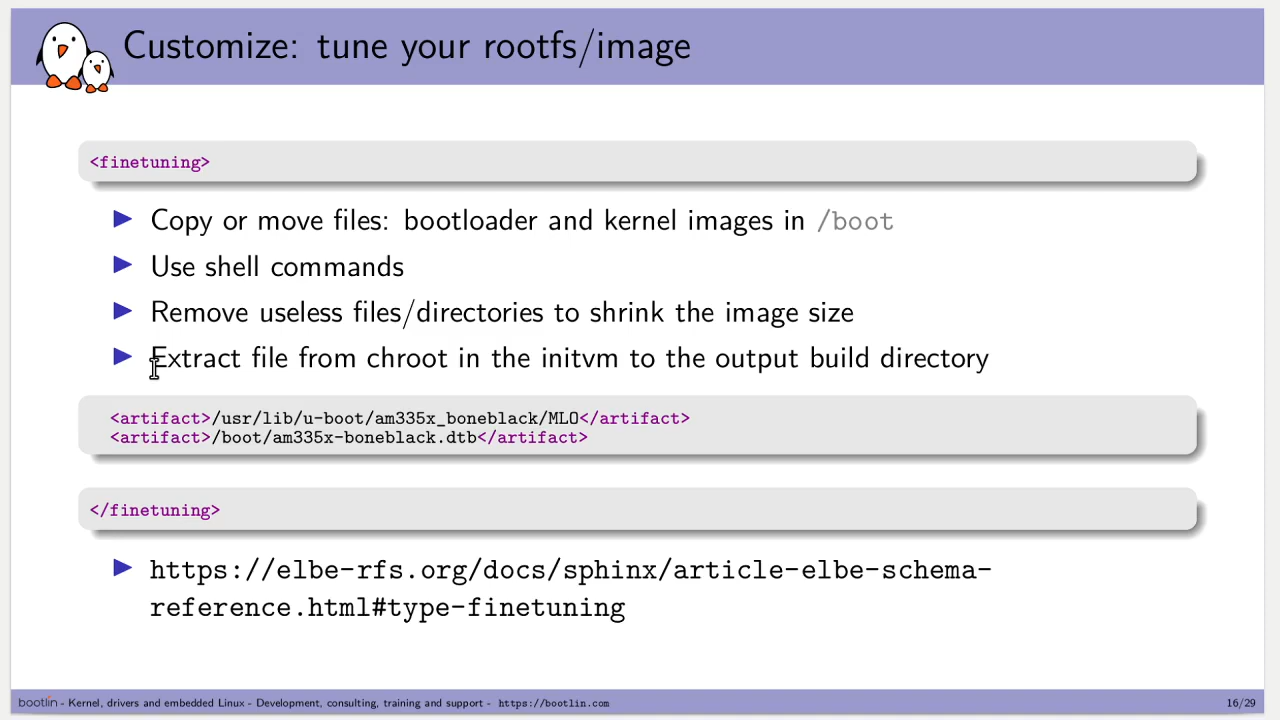 Customize: tune your rootfs/image
<finetuning>
Copy or move files: bootloader and kernel images in /boot
Use shell commands
Remove useless files/directories to shrink the image size
Extract file from chroot in the initvm to the output build directory
<artifact>/usr/lib/u-boot/am335x_boneblack/MLO</artifact>
<artifact>/boot/am335x-boneblack.dtb</artifact>
</finetuning>
https://elbe-rfs.org/docs/sphinx/article-elbe-schema-
reference.html#type-finetuning
bootlin - Kernel, drivers and embedded Linux - Development, consulting, training and support - https://bootlin.com
16/29